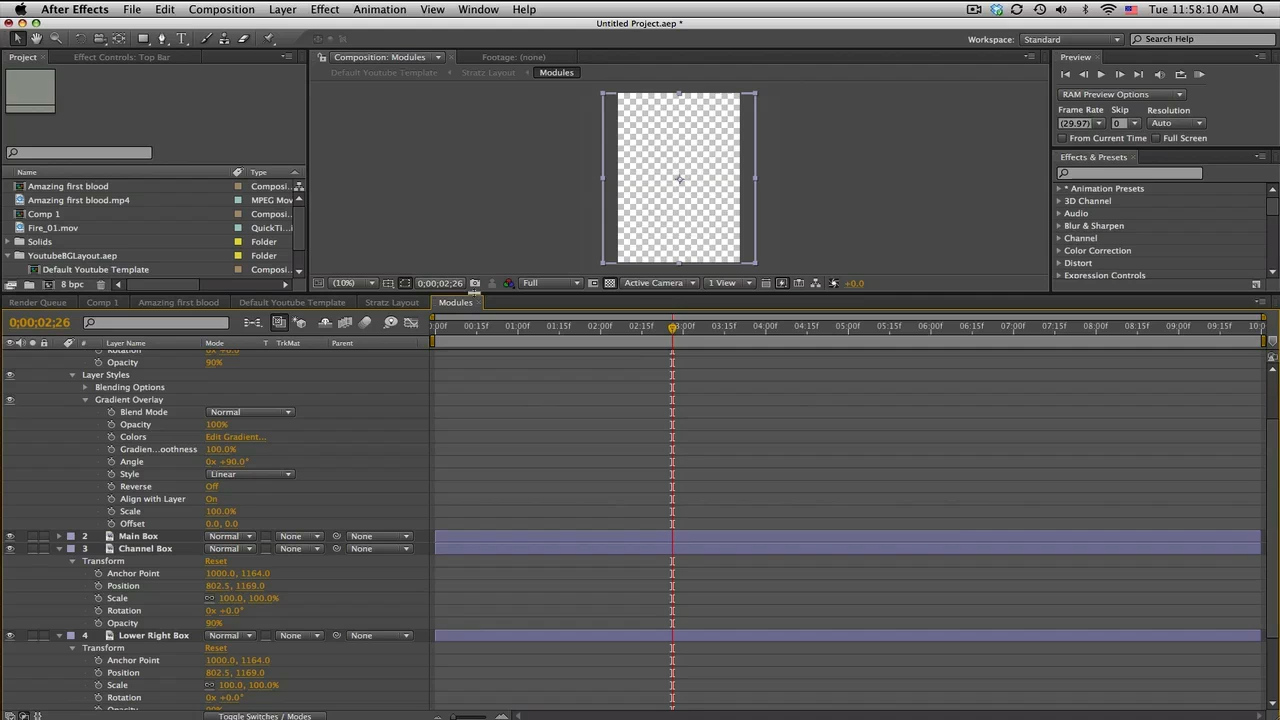 After Effects File Edit Composition Layer Effect Animation View Window Help Tue 11:58:10 AM
Untitled Project.aep *
Workspace: Standard Search Help
Project Effect Controls: Top Bar Composition: Modules Footage: (none) Preview
Default Youtube Template Stratz Layout Modules
RAM Preview Options
Frame Rate Skip Resolution
(29.97) 0 Auto
From Current Time Full Screen
Effects & Presets
Name Type
Amazing first blood Composi.
Amazing first blood.mp4 MPEG Mov
Comp 1 Composi.
Fire_01.mov QuickTi
Solids Folder
YoutubeBGLayout.aep Folder
Default Youtube Template Composi.
* Animation Presets
3D Channel
Audio
Blur & Sharpen
Channel
Color Correction
Distort
Expression Controls
8 bpc (10%) 0;00;02;26 Full Active Camera 1 View +0.0
Render Queue Comp 1 Amazing first blood Default Youtube Template Stratz Layout Modules
0;00;02;26
:00f 00:15f 01:00f 01:15f 02:00f 02:15f 03:00f 03:15f 04:00f 04:15f 05:00f 05:15f 06:00f 06:15f 07:00f 07:15f 08:00f 08:15f 09:00f 09:15f 10:0
# Layer Name Mode T TrkMat Parent
Rotation 0x +0.0°
Opacity 90%
Layer Styles
Blending Options
Gradient Overlay
Blend Mode Normal
Opacity 100%
Colors Edit Gradient...
Gradien...oothness 100.0%
Angle 0x +90.0°
Style Linear
Reverse Off
Align with Layer On
Scale 100.0%
Offset 0.0, 0.0
2 Main Box Normal None None
3 Channel Box Normal None None
Transform Reset
Anchor Point 1000.0, 1164.0
Position 802.5, 1169.0
Scale 100.0, 100.0%
Rotation 0x +0.0°
Opacity 90%
4 Lower Right Box Normal None None
Transform Reset
Anchor Point 1000.0, 1164.0
Position 802.5, 1169.0
Scale 100.0, 100.0%
Rotation 0x +0.0°
Toggle Switches / Modes